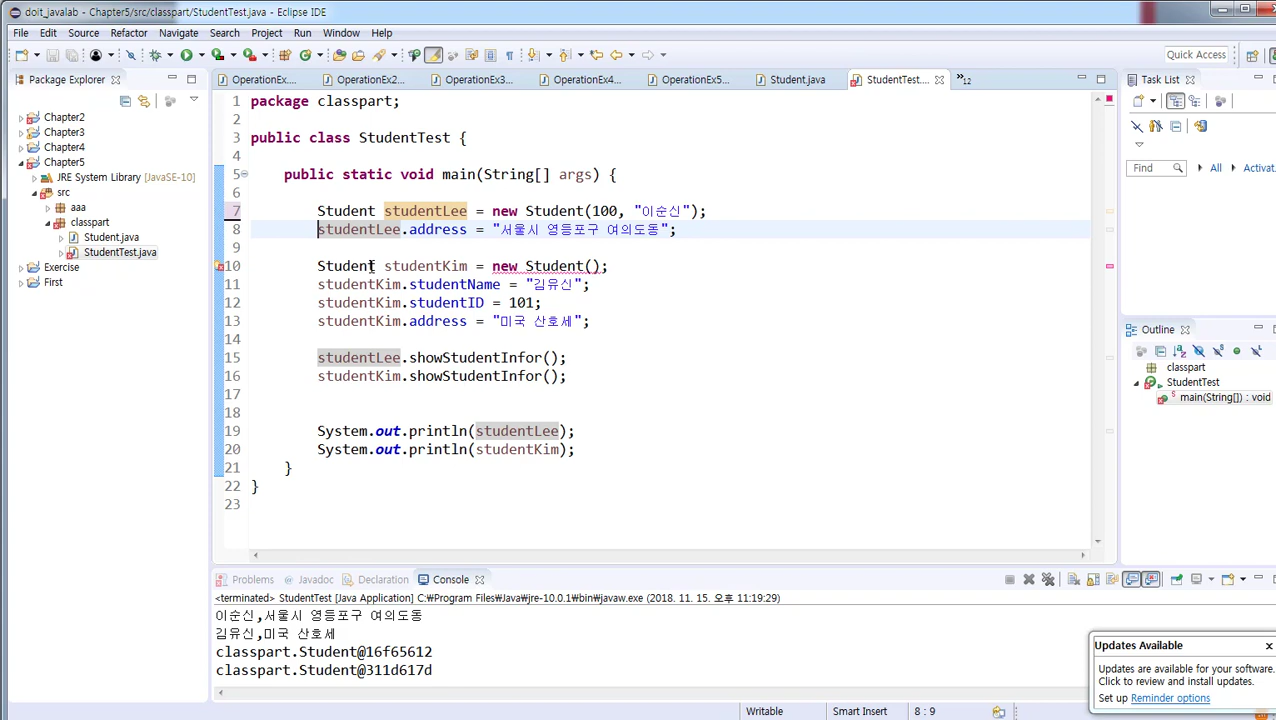 doit_javalab - Chapter5/src/classpart/StudentTest.java - Eclipse IDE
File Edit Source Refactor Navigate Search Project Run Window Help
Quick Access
Package Explorer
OperationEx.... OperationEx2... OperationEx3... OperationEx4... OperationEx5... Student.java StudentTest.... »12
Task List
Chapter2
Chapter3
Chapter4
Chapter5
JRE System Library [JavaSE-10]
src
aaa
classpart
Student.java
StudentTest.java
Exercise
First
1 package classpart;
2
3 public class StudentTest {
4
5 public static void main(String[] args) {
6
7 Student studentLee = new Student(100, "이순신");
8 studentLee.address = "서울시 영등포구 여의도동";
9
10 Student studentKim = new Student();
11 studentKim.studentName = "김유신";
12 studentKim.studentID = 101;
13 studentKim.address = "미국 산호세";
14
15 studentLee.showStudentInfor();
16 studentKim.showStudentInfor();
17
18
19 System.out.println(studentLee);
20 System.out.println(studentKim);
21 }
22 }
23
Find All Activat
Outline
classpart
StudentTest
main(String[]) : void
Problems Javadoc Declaration Console
<terminated> StudentTest [Java Application] C:₩Program Files₩Java₩jre-10.0.1₩bin₩javaw.exe (2018. 11. 15. 오후 11:19:29)
이순신,서울시 영등포구 여의도동
김유신,미국 산호세
classpart.Student@16f65612
classpart.Student@311d617d
Updates Available
Updates are available for your software.
Click to review and install updates.
Set up Reminder options
Writable Smart Insert 8 : 9